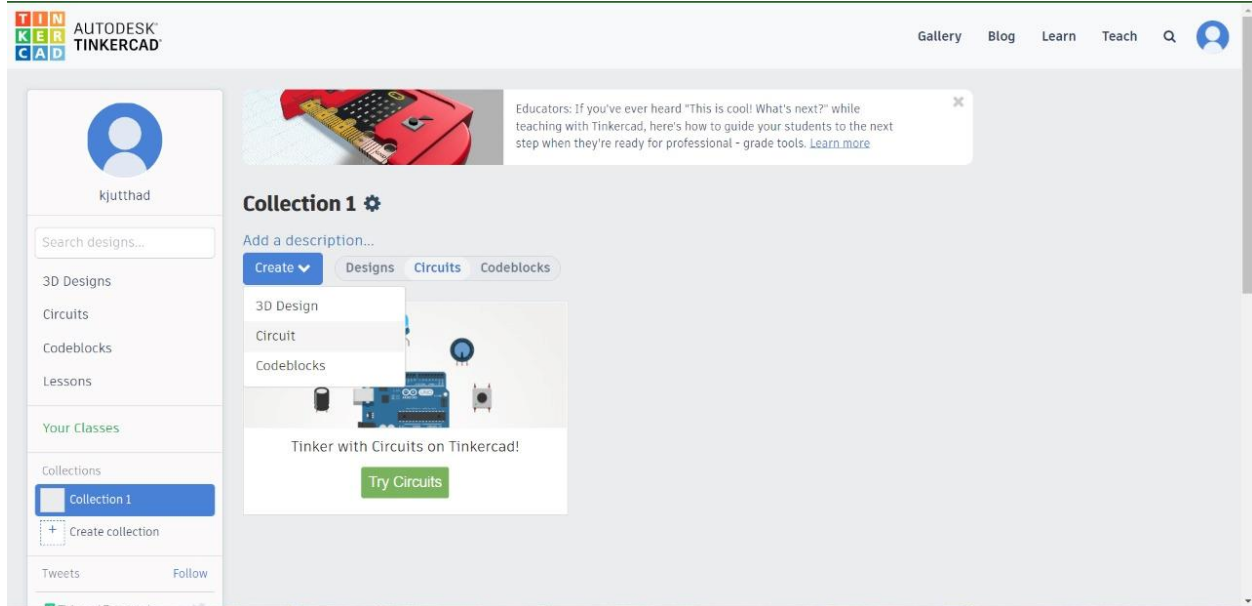 TIN
KER
CAD
AUTODESK®
TINKERCAD®
Gallery
Blog
Learn
Teach
kjutthad
Search designs...
3D Designs
Circuits
Codeblocks
Lessons
Your Classes
Collections
Collection 1
+ Create collection
Tweets
Follow
Educators: If you've ever heard "This is cool! What's next?" while
teaching with Tinkercad, here's how to guide your students to the next
step when they're ready for professional - grade tools. Learn more
Collection 1
Add a description...
Create
Designs
Circuits
Codeblocks
3D Design
Circuit
Codeblocks
Tinker with Circuits on Tinkercad!
Try Circuits